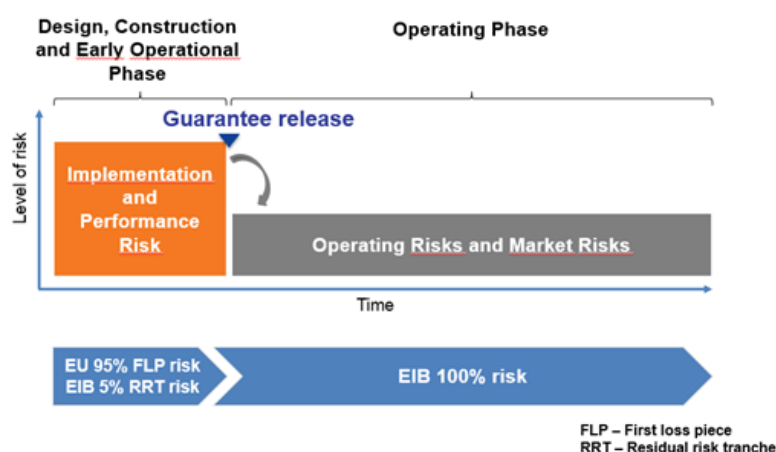 Design, Construction
and Early Operational
Phase
Operating Phase
Guarantee release
Level of risk
Implementation
and
Performance
Risk
Operating Risks and Market Risks
Time
EU 95% FLP risk
EIB 5% RRT risk
EIB 100% risk
FLP – First loss piece
RRT – Residual risk tranche